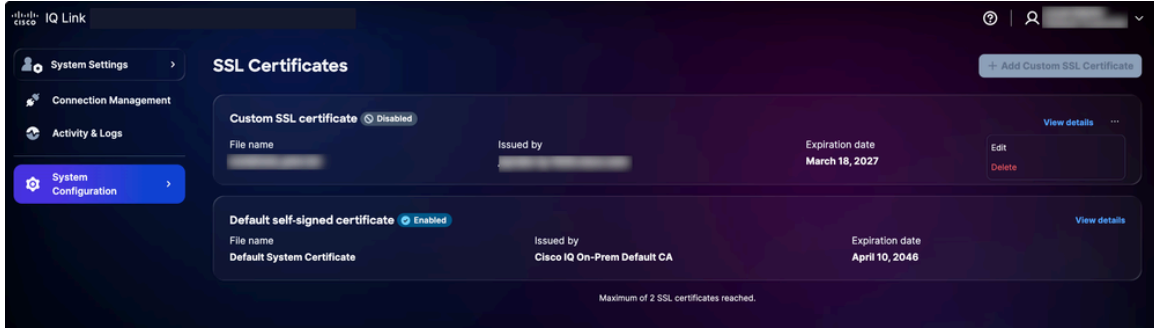 cisco IQ Link
System Settings
Connection Management
Activity & Logs
System
Configuration
SSL Certificates
+ Add Custom SSL Certificate
Custom SSL certificate Disabled
View details ...
File name
Issued by
Expiration date
March 18, 2027
Edit
Delete
Default self-signed certificate Enabled
View details
File name Issued by Expiration date
Default System Certificate Cisco IQ On-Prem Default CA April 10, 2046
Maximum of 2 SSL certificates reached.